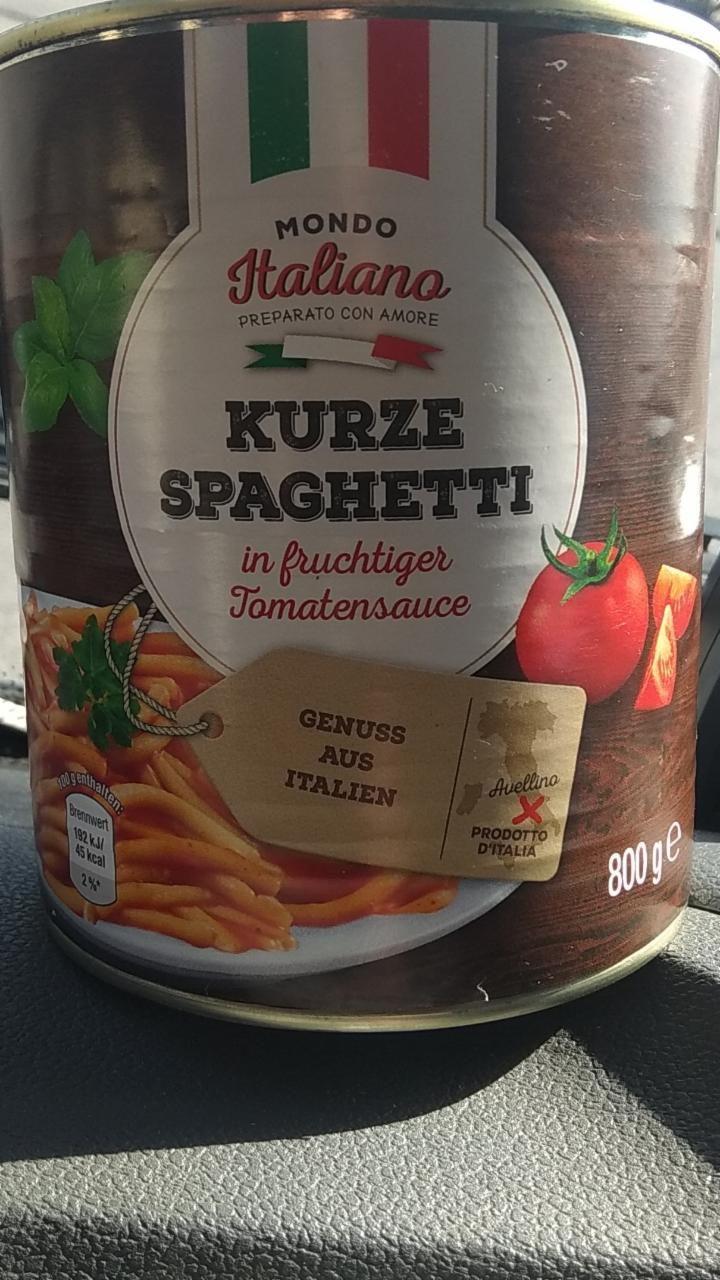 MONDO
Italiano
PREPARATO CON AMORE
KURZE
SPAGHETTI
in fruchtiger
Tomatensauce
GENUSS
AUS
ITALIEN
Avellino
PRODOTTO
D'ITALIA
100 g enthalten:
Brennwert
192 kJ/
45 kcal
2 %*
800 g e